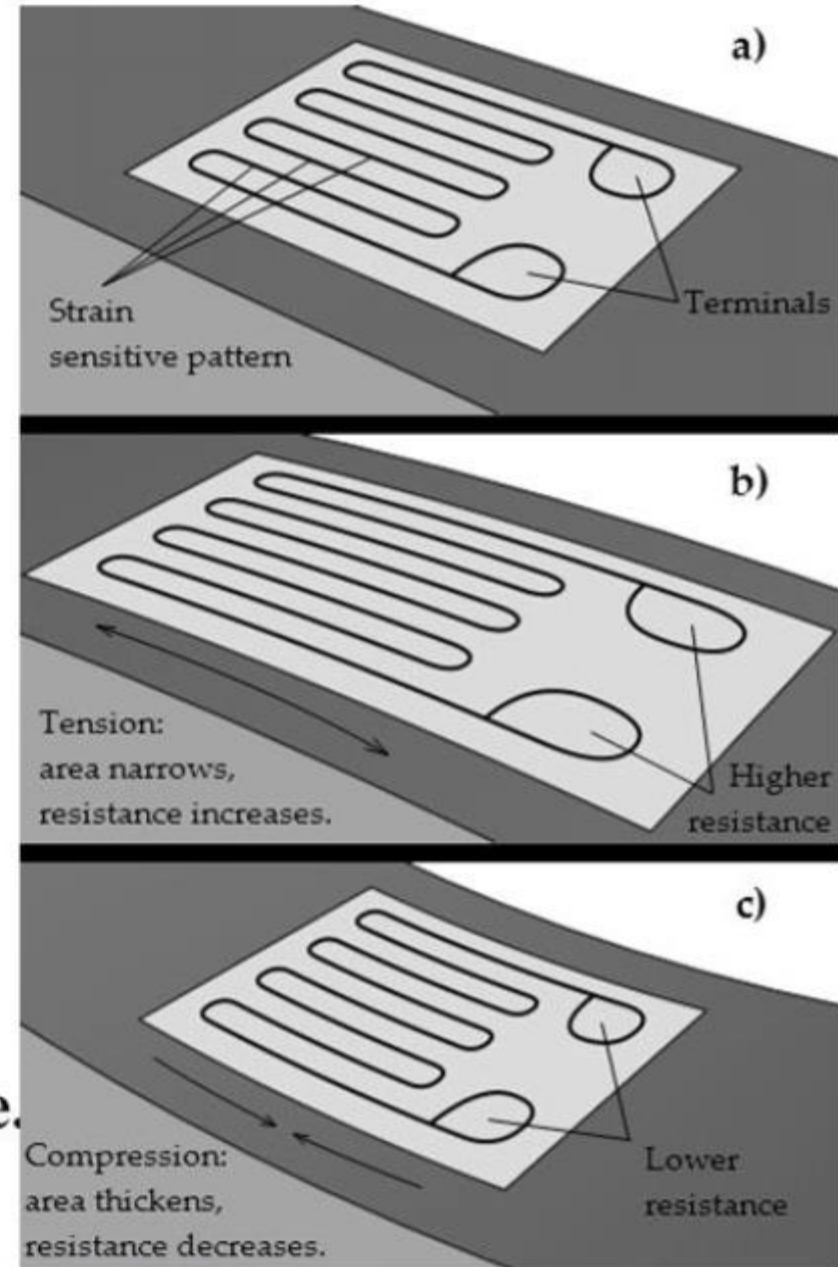 a)
Strain
sensitive pattern
Terminals
b)
Tension:
area narrows,
resistance increases.
Higher
resistance
c)
e.
Compression:
area thickens,
resistance decreases.
Lower
resistance